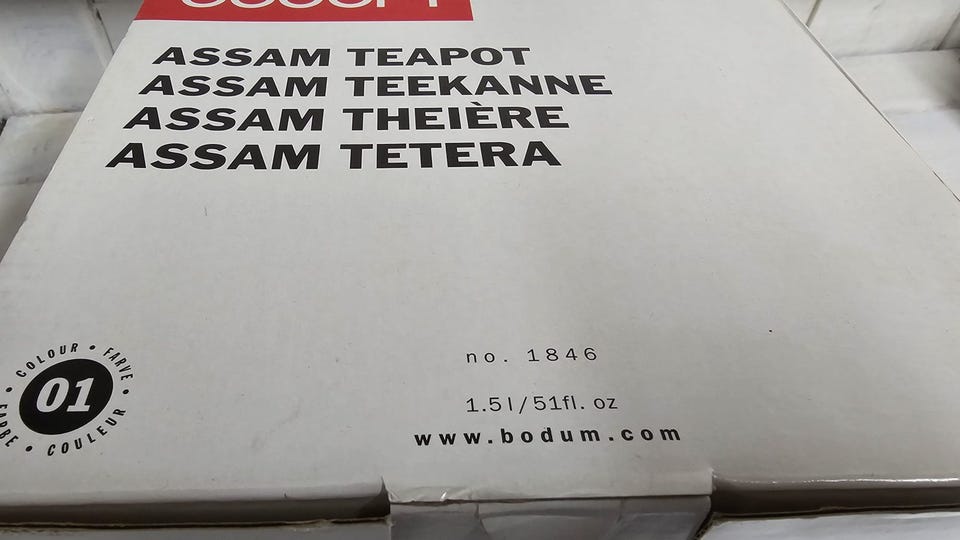 ASSAM TEAPOT
ASSAM TEEKANNE
ASSAM THEIÈRE
ASSAM TETERA
COLOUR • FARVE • COULEUR •
01
no. 1846
1.5l/51fl. oz
www.bodum.com